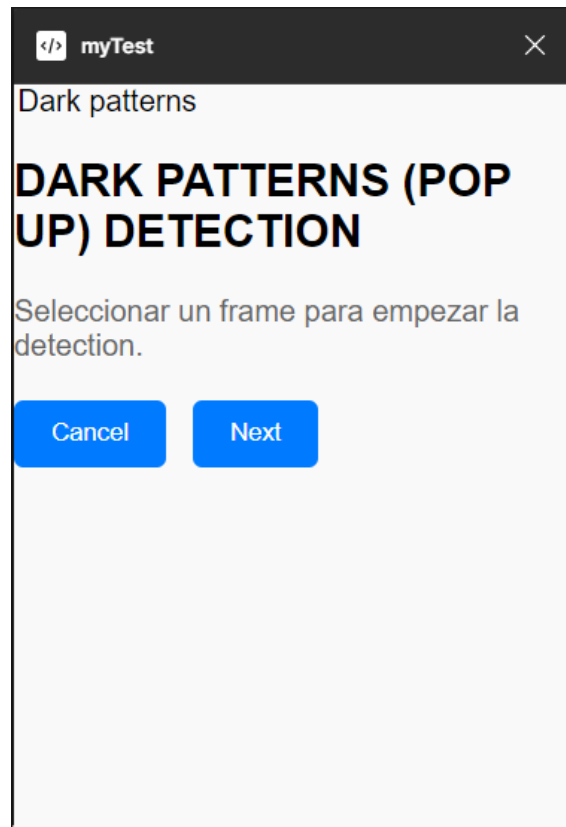 myTest
Dark patterns
DARK PATTERNS (POP
UP) DETECTION
Seleccionar un frame para empezar la
detection.
Cancel Next